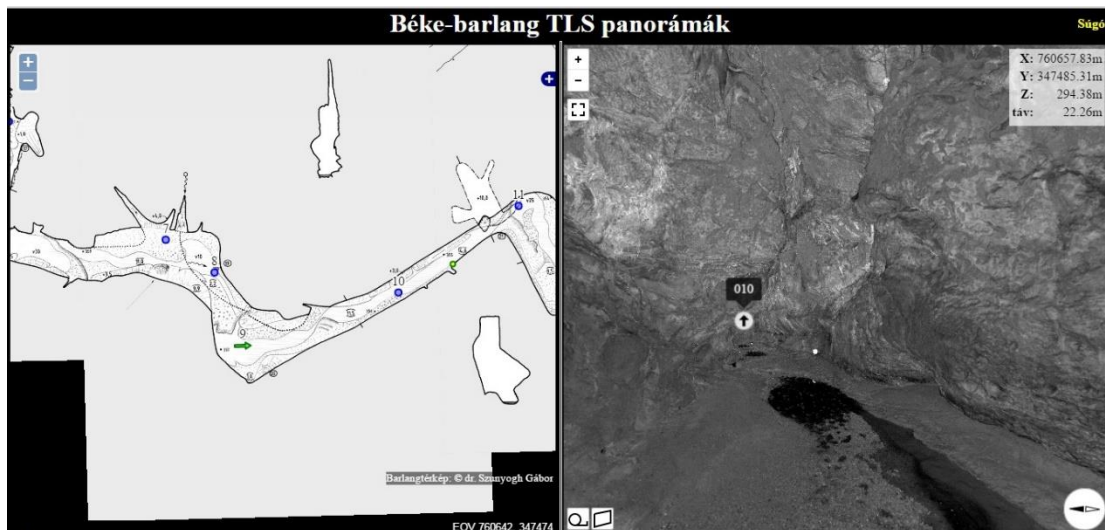 Béke-barlang TLS panorámák
Súgó
X: 760657.83m
Y: 347485.31m
Z: 294.38m
táv: 22.26m
010
8
9
10
11
Barlangtérkép: © dr. Szunyogh Gábor
EOV 760642, 347474